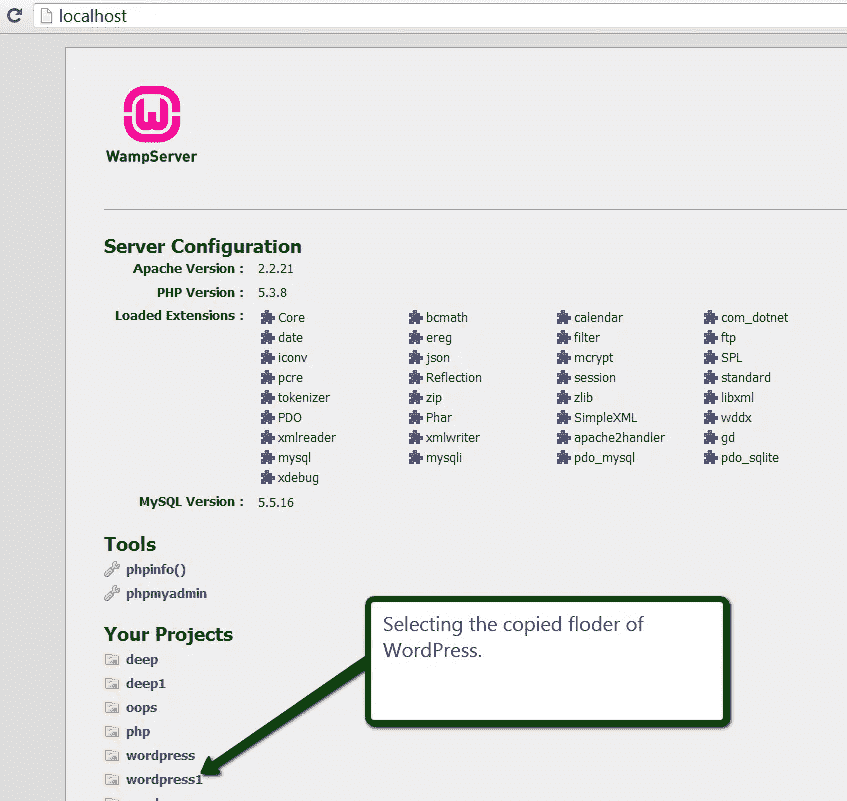 localhost
WampServer
Server Configuration
Apache Version : 2.2.21
PHP Version : 5.3.8
Loaded Extensions : Core bcmath calendar com_dotnet
date ereg filter ftp
iconv json mcrypt SPL
pcre Reflection session standard
tokenizer zip zlib libxml
PDO Phar SimpleXML wddx
xmlreader xmlwriter apache2handler gd
mysql mysqli pdo_mysql pdo_sqlite
xdebug
MySQL Version : 5.5.16
Tools
phpinfo()
phpmyadmin
Your Projects
deep
deep1
oops
php
wordpress
wordpress1
Selecting the copied floder of
WordPress.